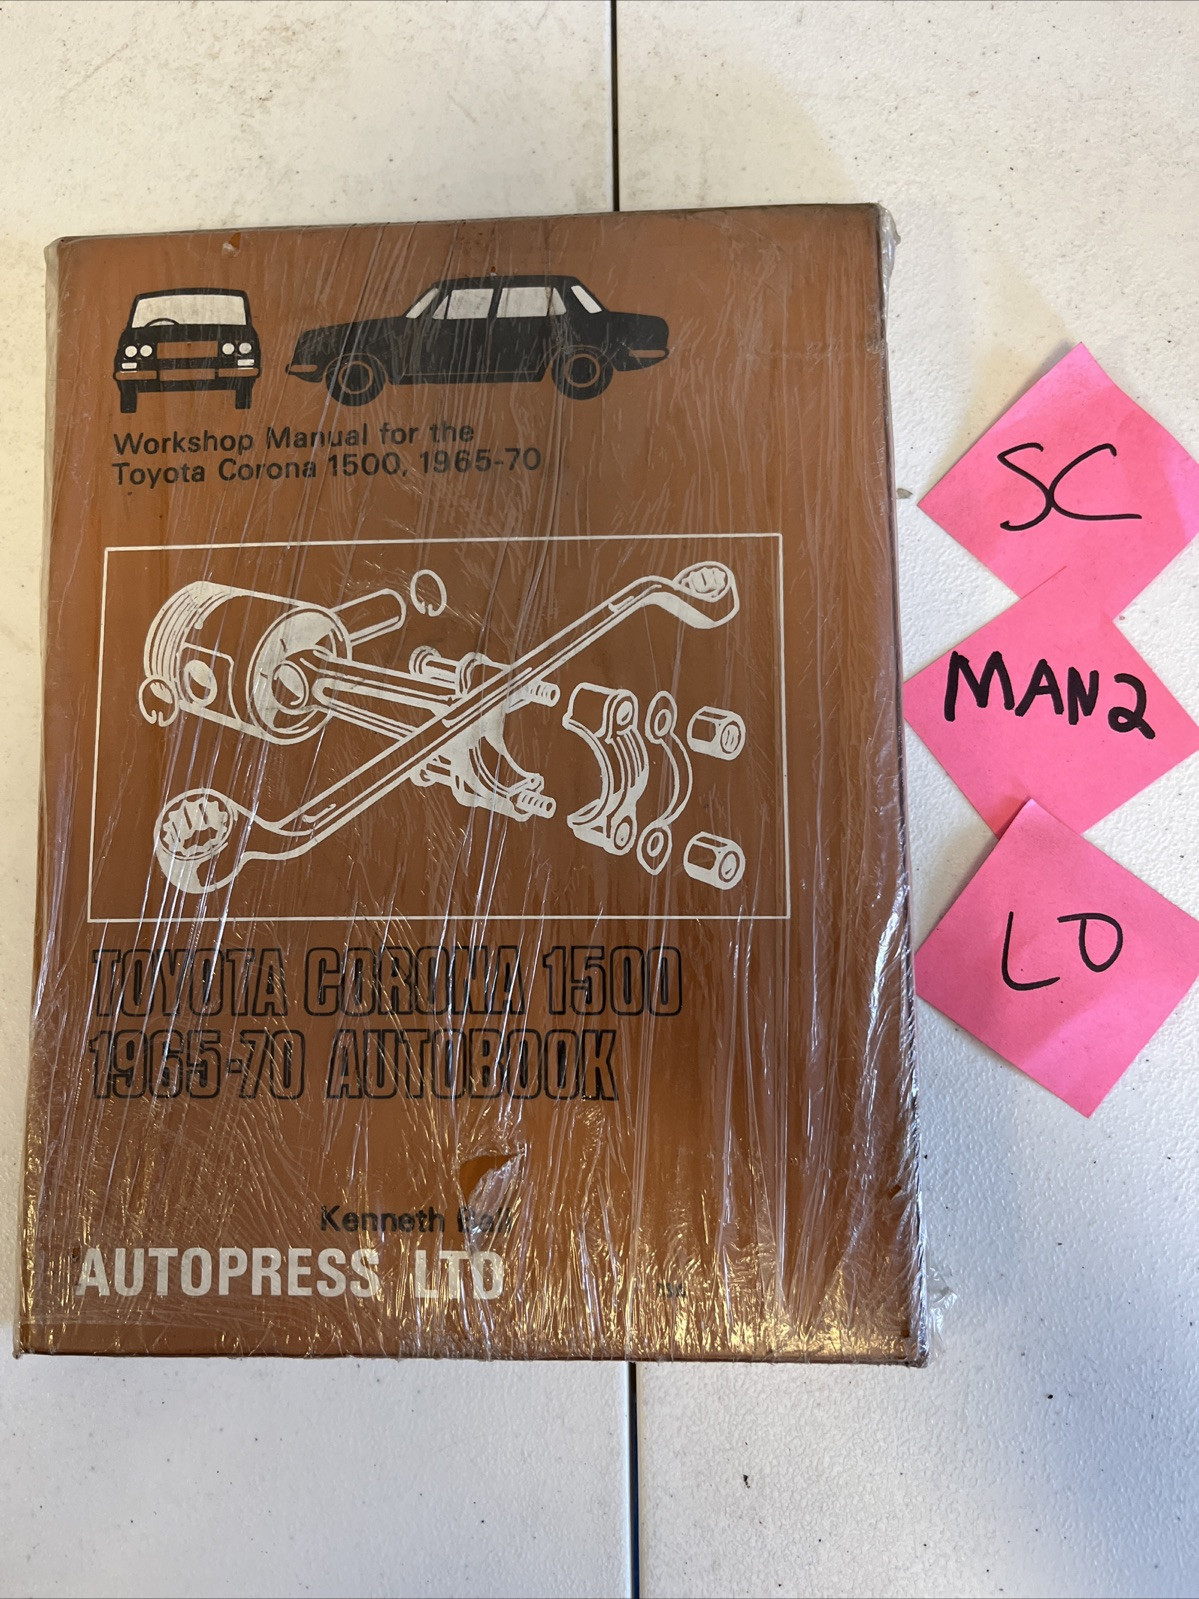 Workshop Manual for the
Toyota Corona 1500, 1965-70
TOYOTA CORONA 1500
1965-70 AUTOBOOK
Kenneth Ball
AUTOPRESS LTD
SC
MAN2
LO